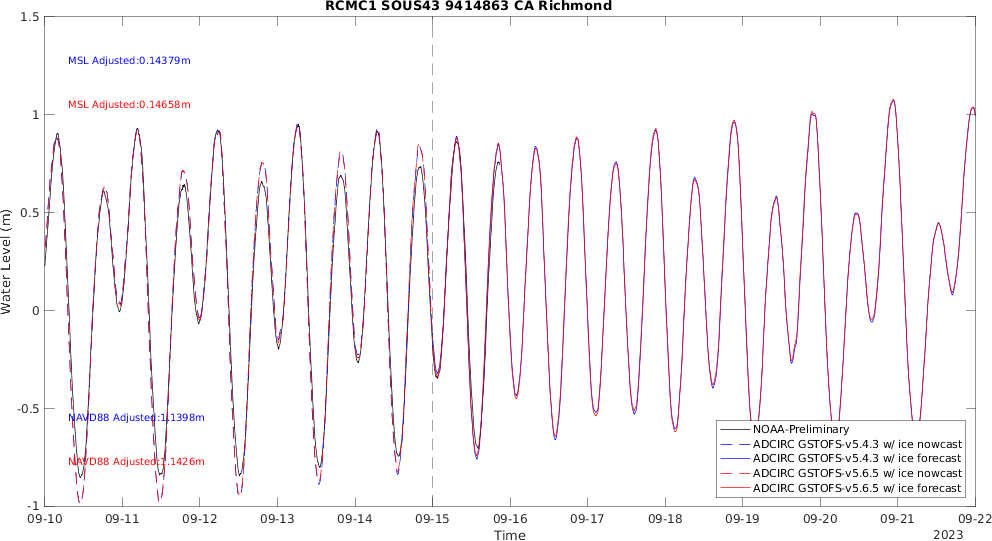 RCMC1 SOUS43 9414863 CA Richmond
1.5
MSL Adjusted:0.14379m
MSL Adjusted:0.14658m
1
0.5
Water Level (m)
0
-0.5
NAVD88 Adjusted:1.1398m
NAVD88 Adjusted:1.1426m
NOAA-Preliminary
ADCIRC GSTOFS-v5.4.3 w/ ice nowcast
ADCIRC GSTOFS-v5.4.3 w/ ice forecast
ADCIRC GSTOFS-v5.6.5 w/ ice nowcast
ADCIRC GSTOFS-v5.6.5 w/ ice forecast
-1
09-10 09-11 09-12 09-13 09-14 09-15 09-16 09-17 09-18 09-19 09-20 09-21 09-22
Time
2023